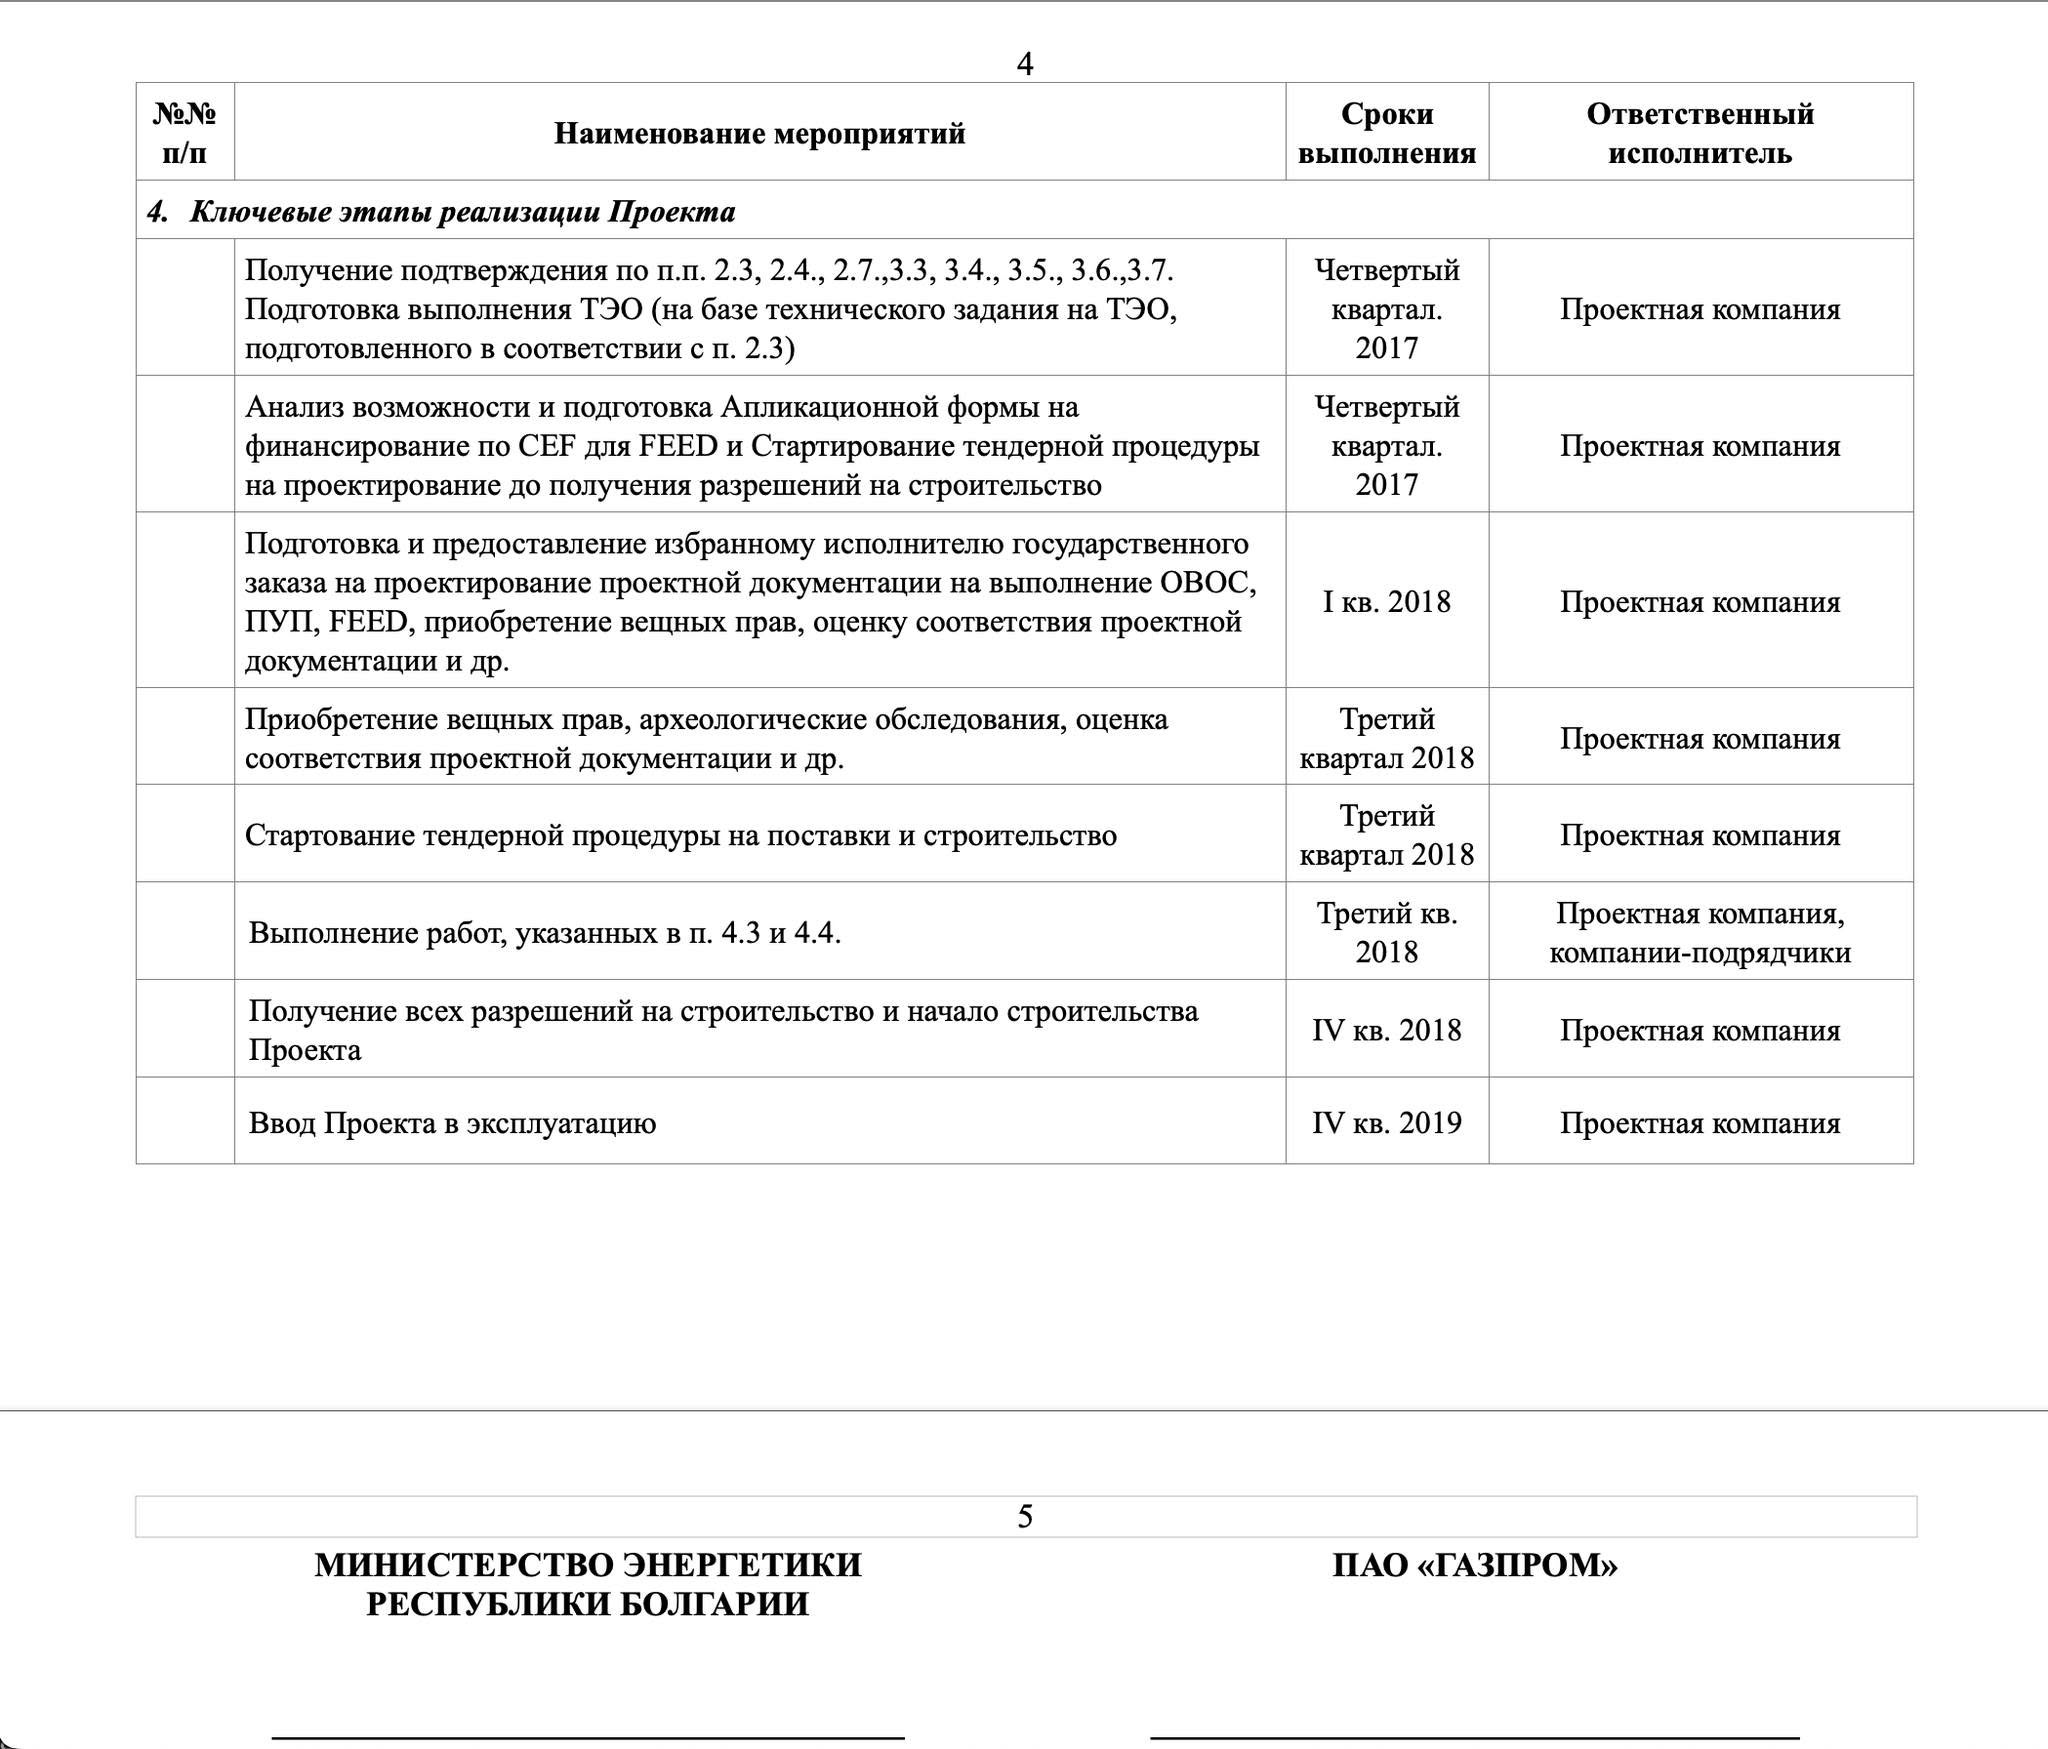 4
№№
п/п
Наименование мероприятий
Сроки
выполнения
Ответственный
исполнитель
4. Ключевые этапы реализации Проекта
Получение подтверждения по п.п. 2.3, 2.4., 2.7.,3.3, 3.4., 3.5., 3.6.,3.7.
Подготовка выполнения ТЭО (на базе технического задания на ТЭО,
подготовленного в соответствии с п. 2.3)
Четвертый
квартал.
2017
Проектная компания
Анализ возможности и подготовка Апликационной формы на
финансирование по CEF для FEED и Стартирование тендерной процедуры
на проектирование до получения разрешений на строительство
Четвертый
квартал.
2017
Проектная компания
Подготовка и предоставление избранному исполнителю государственного
заказа на проектирование проектной документации на выполнение ОВОС,
ПУП, FEED, приобретение вещных прав, оценку соответствия проектной
документации и др.
I кв. 2018
Проектная компания
Приобретение вещных прав, археологические обследования, оценка
соответствия проектной документации и др.
Третий
квартал 2018
Проектная компания
Стартование тендерной процедуры на поставки и строительство
Третий
квартал 2018
Проектная компания
Выполнение работ, указанных в п. 4.3 и 4.4.
Третий кв.
2018
Проектная компания,
компании-подрядчики
Получение всех разрешений на строительство и начало строительства
Проекта
IV кв. 2018
Проектная компания
Ввод Проекта в эксплуатацию
IV кв. 2019
Проектная компания
5
МИНИСТЕРСТВО ЭНЕРГЕТИКИ
РЕСПУБЛИКИ БОЛГАРИИ
ПАО «ГАЗПРОМ»